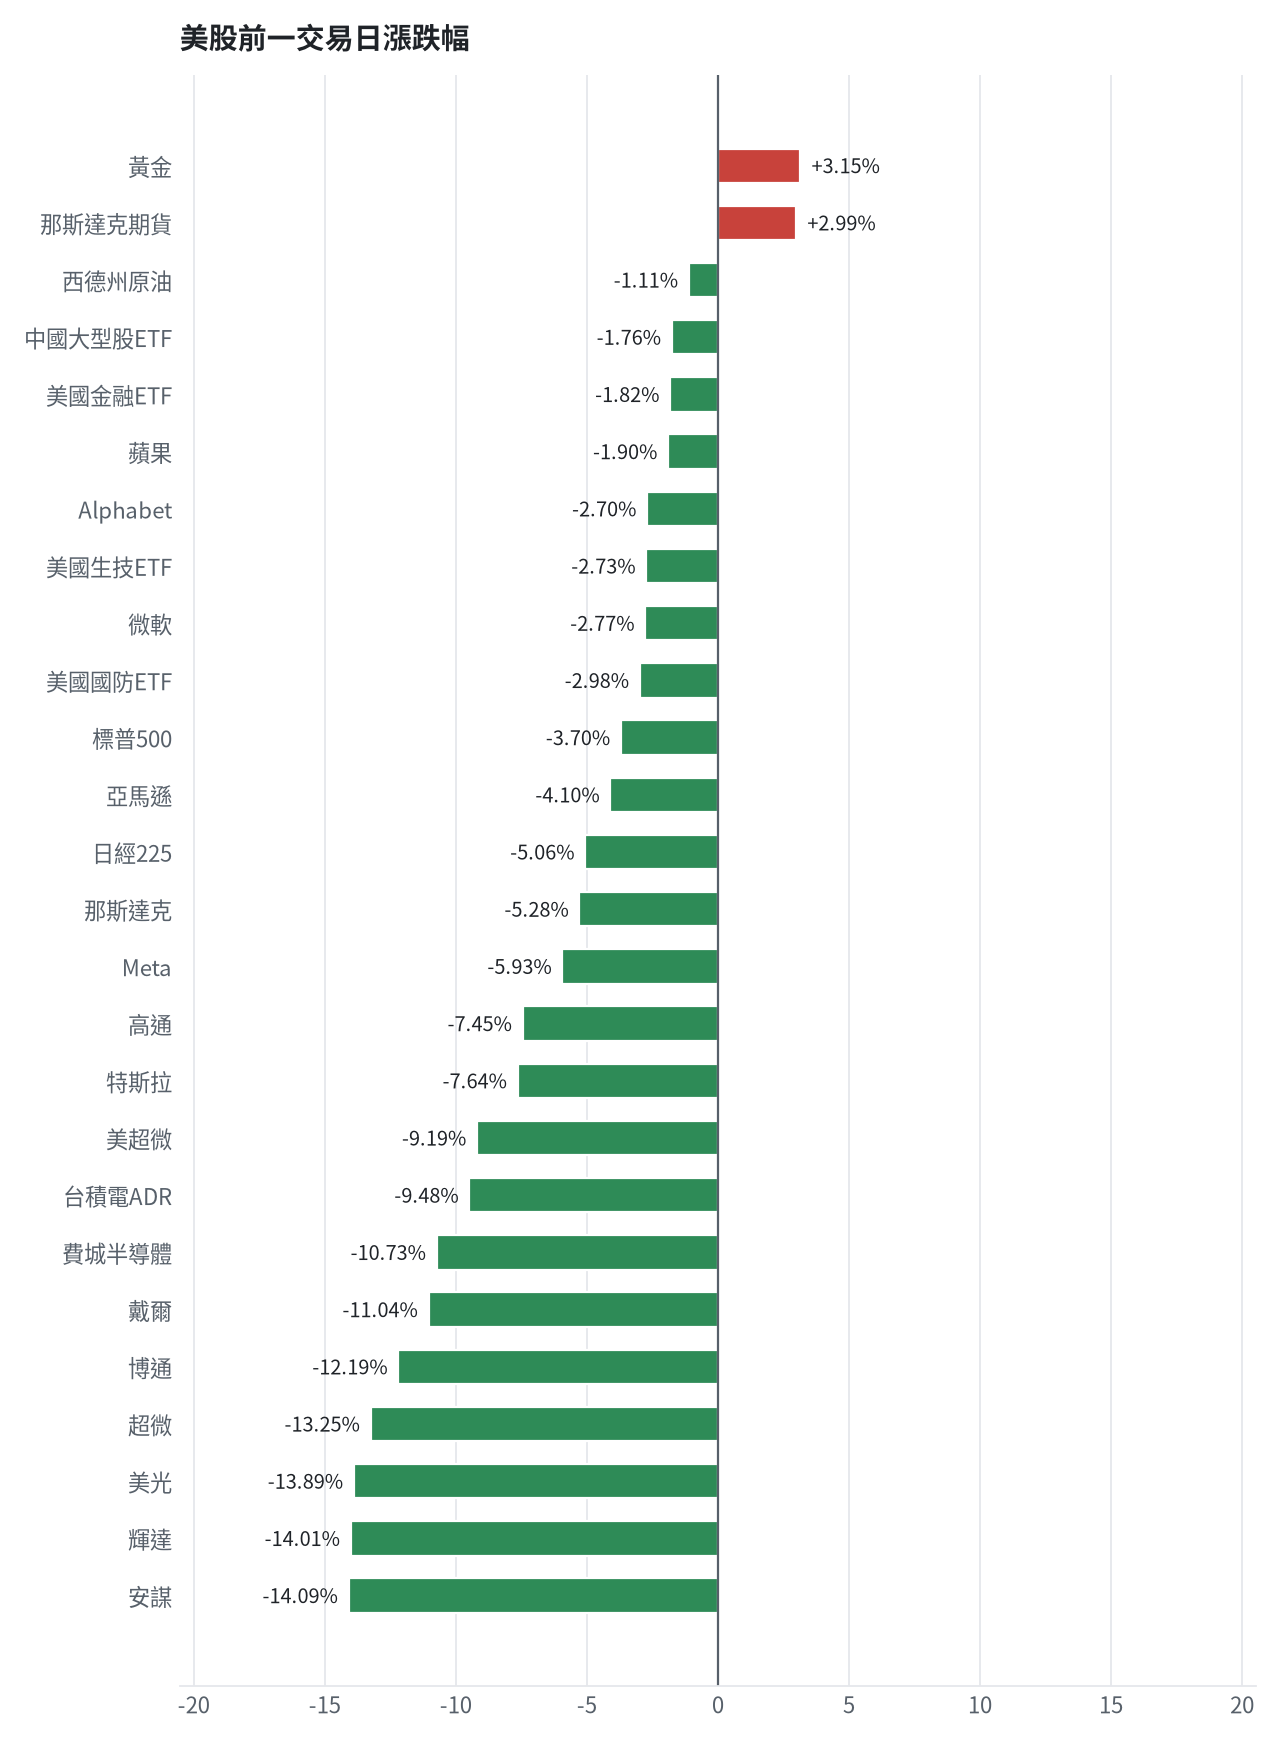 美股前一交易日漲跌幅
黃金 +3.15%
那斯達克期貨 +2.99%
西德州原油 -1.11%
中國大型股ETF -1.76%
美國金融ETF -1.82%
蘋果 -1.90%
Alphabet -2.70%
美國生技ETF -2.73%
微軟 -2.77%
美國國防ETF -2.98%
標普500 -3.70%
亞馬遜 -4.10%
日經225 -5.06%
那斯達克 -5.28%
Meta -5.93%
高通 -7.45%
特斯拉 -7.64%
美超微 -9.19%
台積電ADR -9.48%
費城半導體 -10.73%
戴爾 -11.04%
博通 -12.19%
超微 -13.25%
美光 -13.89%
輝達 -14.01%
安謀 -14.09%
-20 -15 -10 -5 0 5 10 15 20